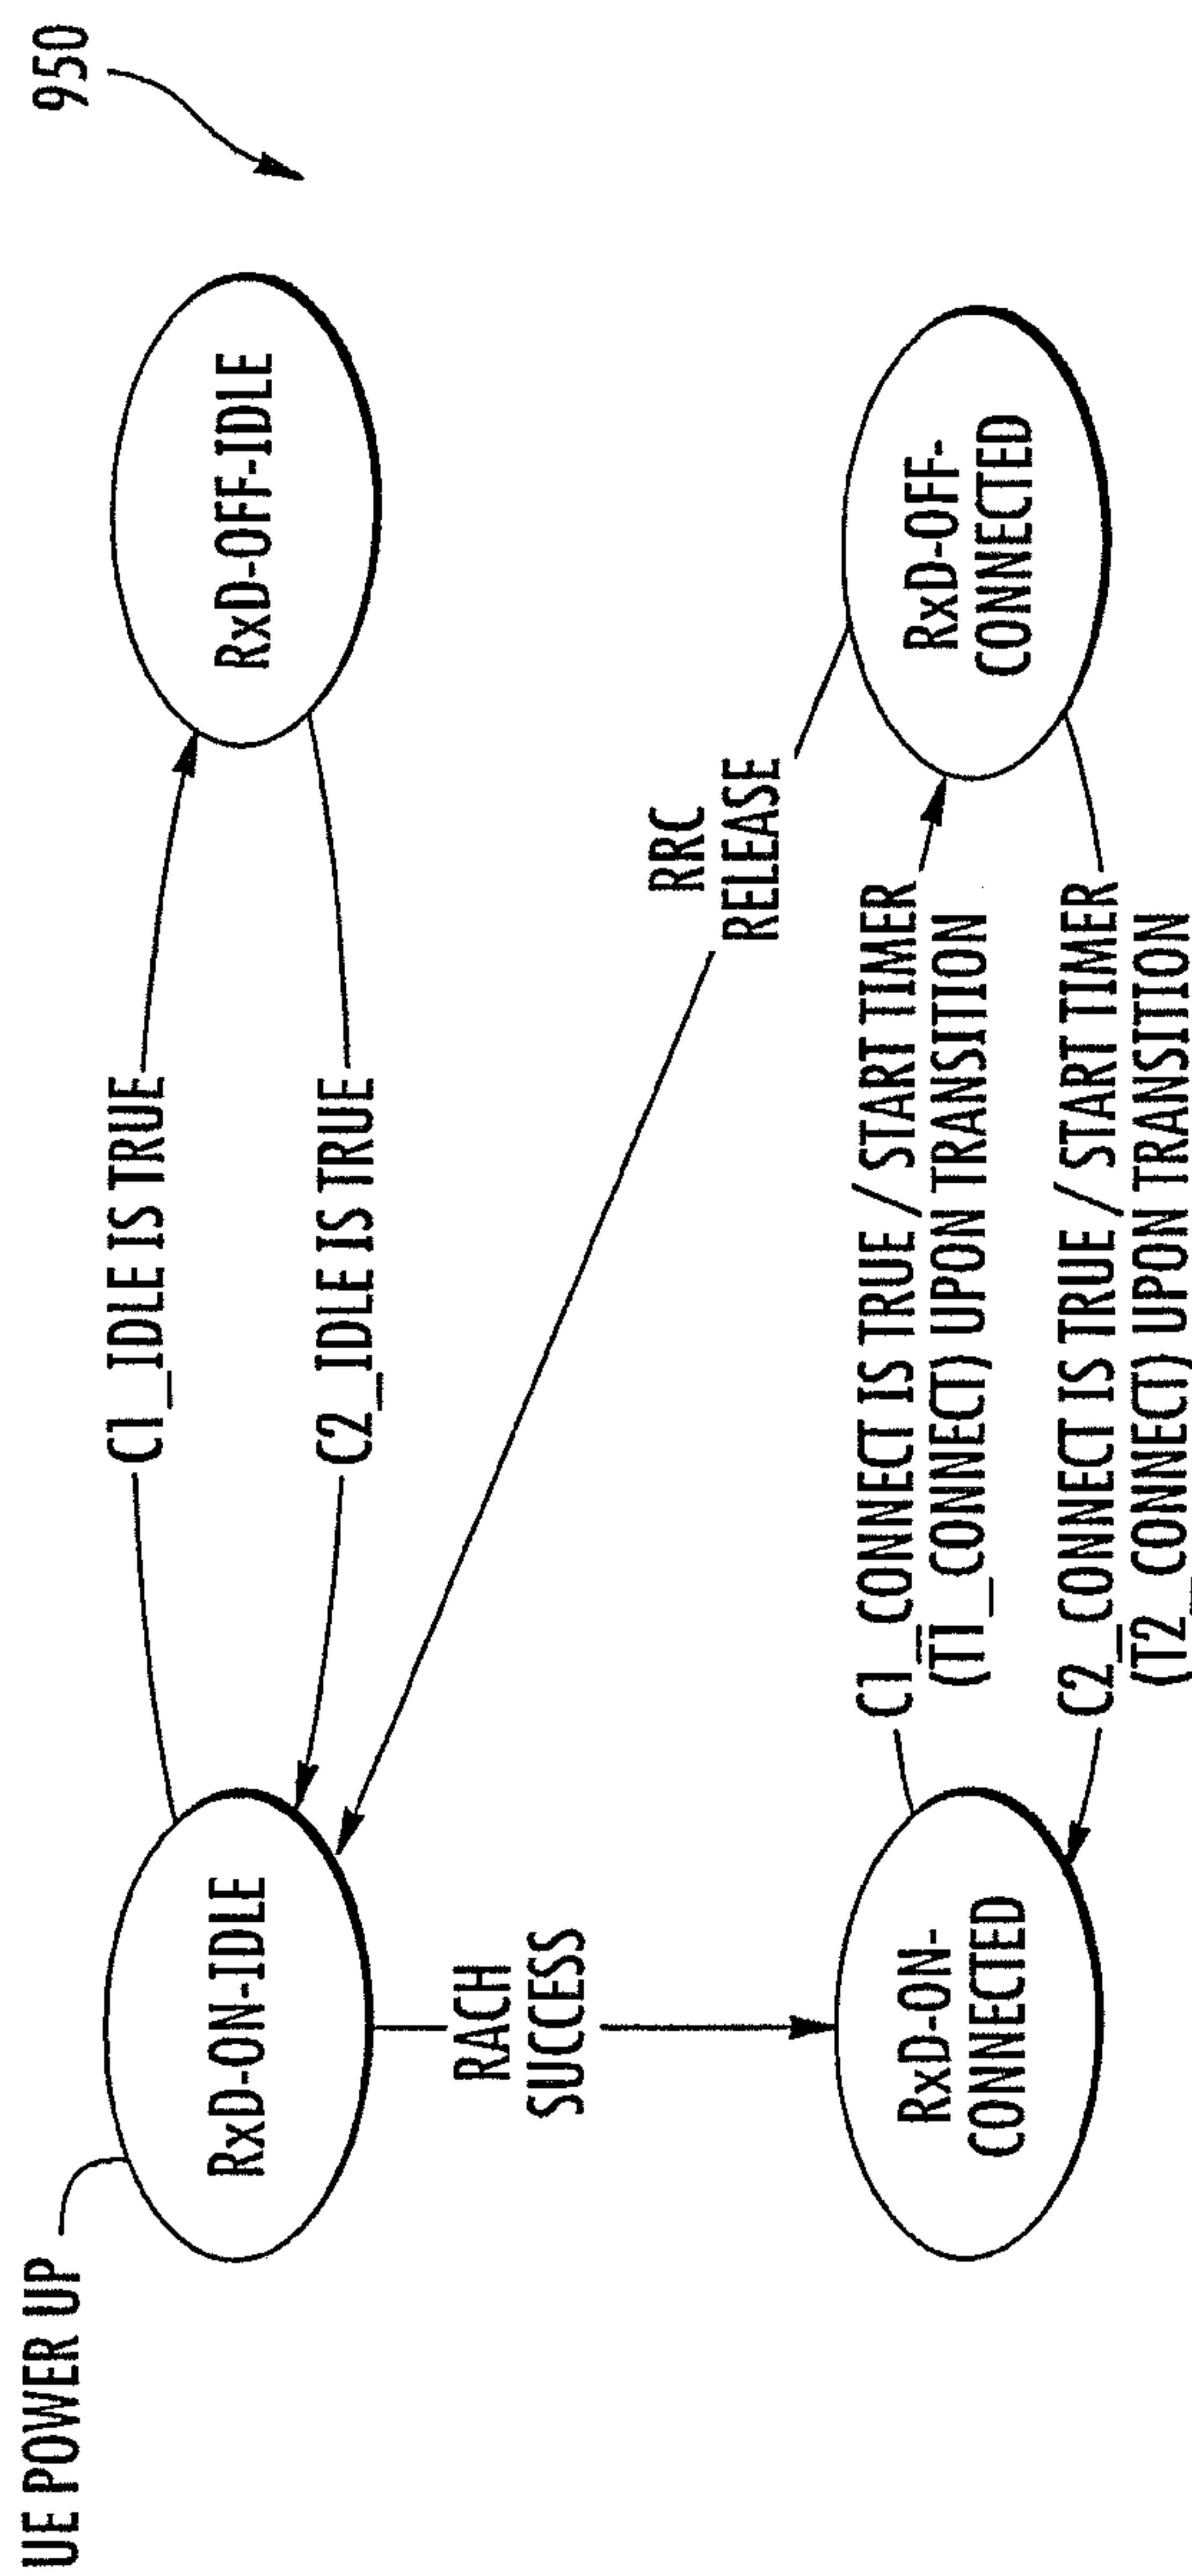 950
UE POWER UP
RxD-ON-IDLE
C1_IDLE IS TRUE
C2_IDLE IS TRUE
RxD-OFF-IDLE
RACH
SUCCESS
RRC
RELEASE
RxD-ON-
CONNECTED
C1_CONNECT IS TRUE / START TIMER
(T1_CONNECT) UPON TRANSITION
C2_CONNECT IS TRUE / START TIMER
(T2_CONNECT) UPON TRANSITION
RxD-OFF-
CONNECTED